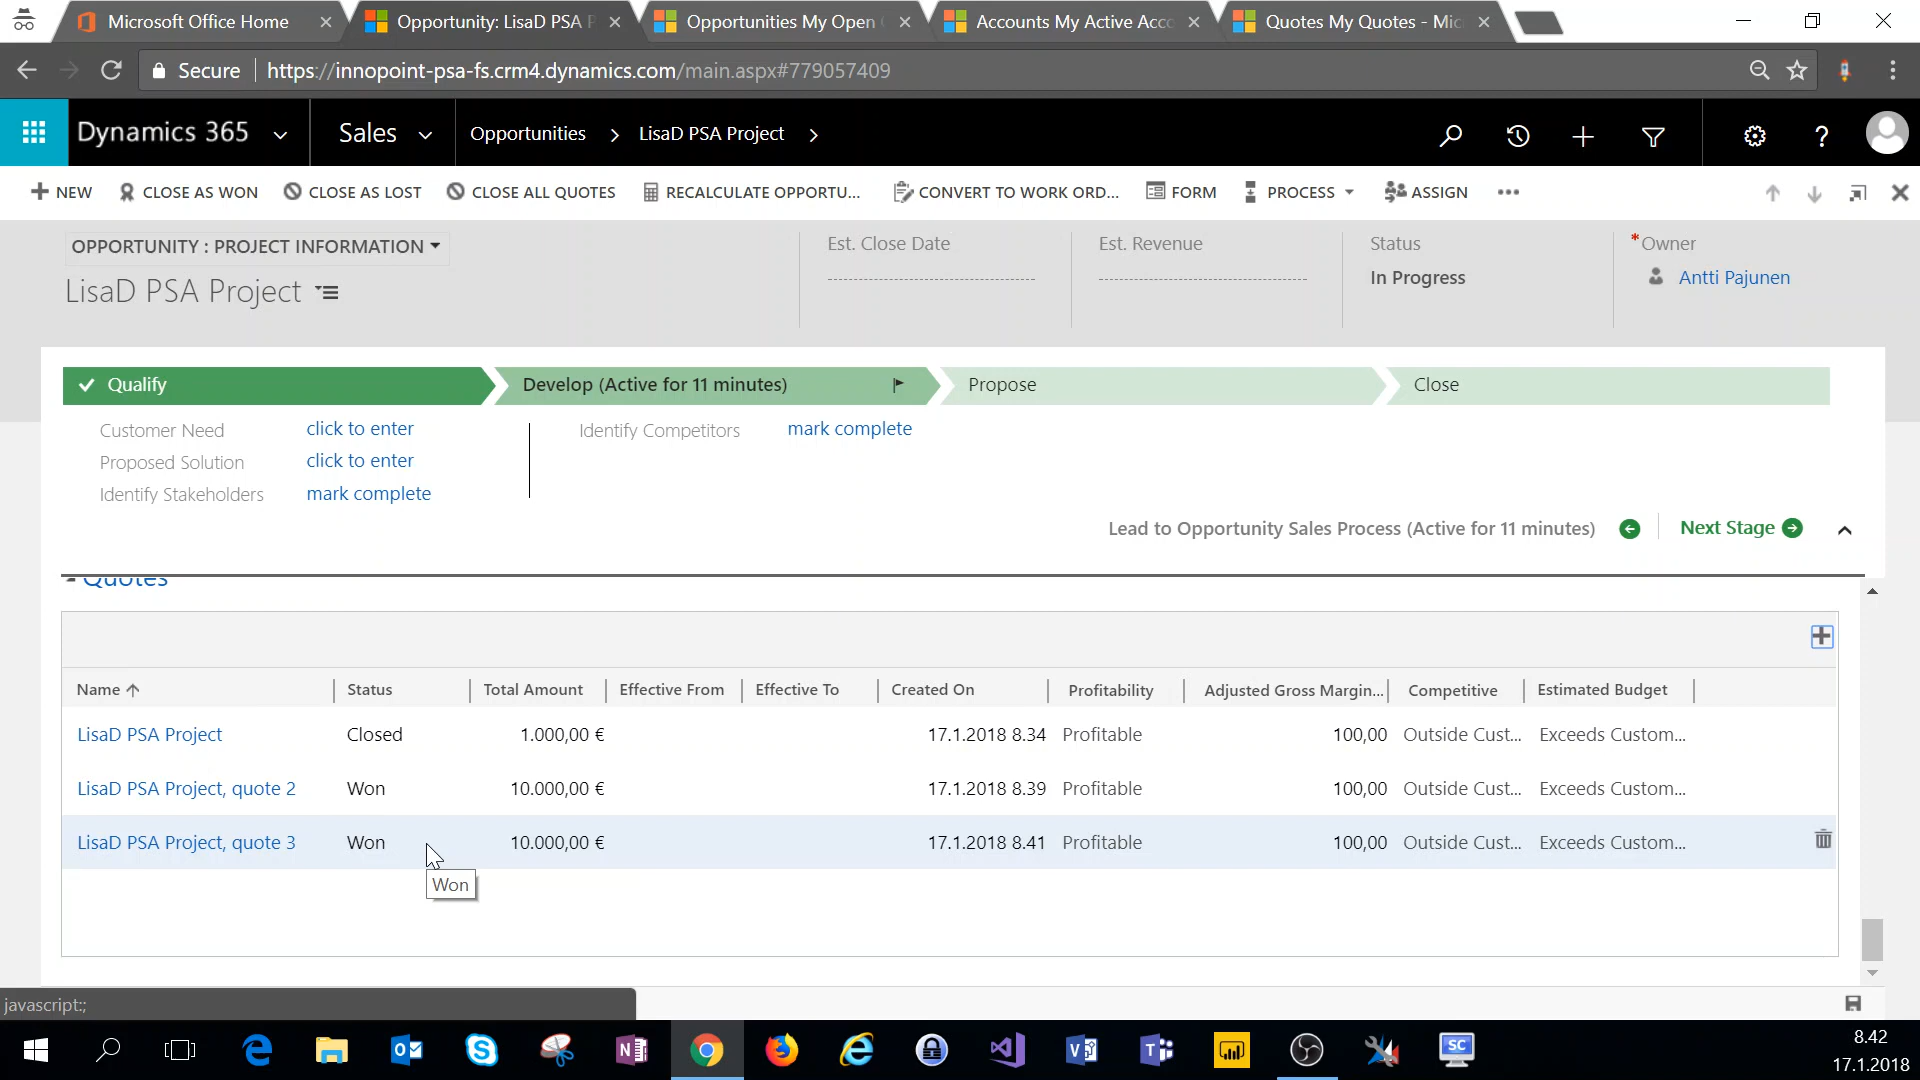 Microsoft Office Home
Opportunity: LisaD PSA P
Opportunities My Open
Accounts My Active Acc
Quotes My Quotes - Mic
Secure
https://innopoint-psa-fs.crm4.dynamics.com/main.aspx#779057409
Dynamics 365
Sales
Opportunities
LisaD PSA Project
NEW
CLOSE AS WON
CLOSE AS LOST
CLOSE ALL QUOTES
RECALCULATE OPPORTU...
CONVERT TO WORK ORD...
FORM
PROCESS
ASSIGN
OPPORTUNITY : PROJECT INFORMATION
LisaD PSA Project
Est. Close Date
Est. Revenue
Status
In Progress
*Owner
Antti Pajunen
Qualify
Develop (Active for 11 minutes)
Propose
Close
Customer Need click to enter
Proposed Solution click to enter
Identify Stakeholders mark complete
Identify Competitors mark complete
Lead to Opportunity Sales Process (Active for 11 minutes)
Next Stage
Quotes
Name Status Total Amount Effective From Effective To Created On Profitability Adjusted Gross Margin... Competitive Estimated Budget
LisaD PSA Project Closed 1.000,00 € 17.1.2018 8.34 Profitable 100,00 Outside Cust... Exceeds Custom...
LisaD PSA Project, quote 2 Won 10.000,00 € 17.1.2018 8.39 Profitable 100,00 Outside Cust... Exceeds Custom...
LisaD PSA Project, quote 3 Won 10.000,00 € 17.1.2018 8.41 Profitable 100,00 Outside Cust... Exceeds Custom...
Won
javascript:;
8.42
17.1.2018